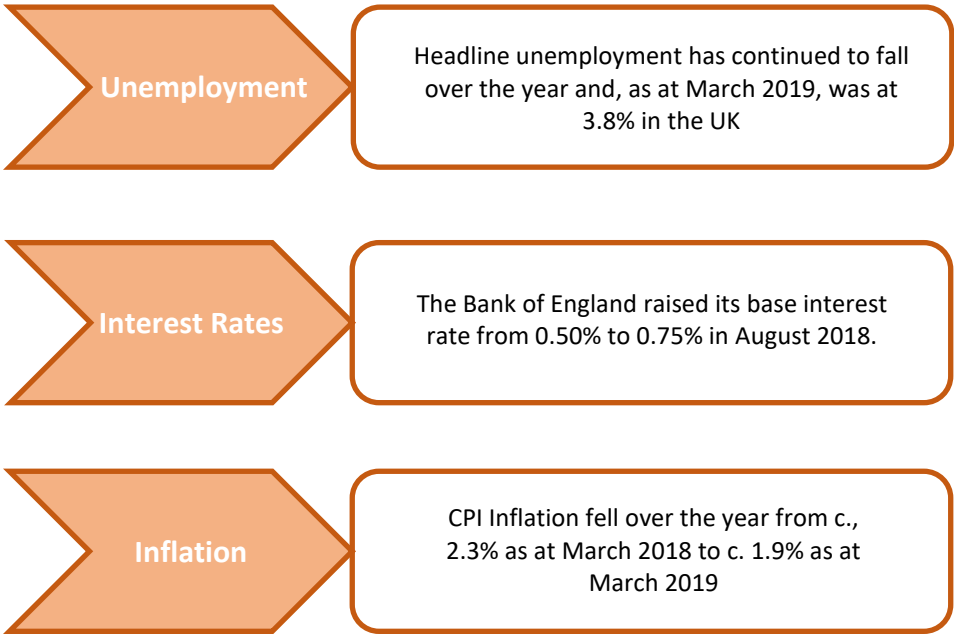 Unemployment
Headline unemployment has continued to fall
over the year and, as at March 2019, was at
3.8% in the UK
Interest Rates
The Bank of England raised its base interest
rate from 0.50% to 0.75% in August 2018.
Inflation
CPI Inflation fell over the year from c.,
2.3% as at March 2018 to c. 1.9% as at
March 2019